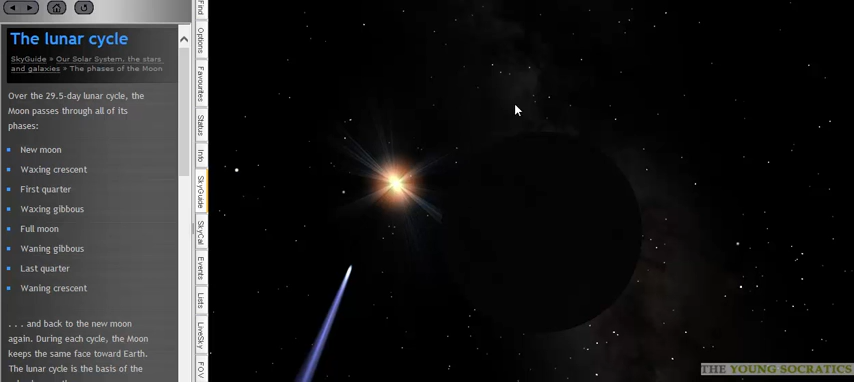 The lunar cycle
SkyGuide » Our Solar System, the stars
and galaxies » The phases of the Moon
Over the 29.5-day lunar cycle, the
Moon passes through all of its
phases:
New moon
Waxing crescent
First quarter
Waxing gibbous
Full moon
Waning gibbous
Last quarter
Waning crescent
. . . and back to the new moon
again. During each cycle, the Moon
keeps the same face toward Earth.
The lunar cycle is the basis of the
Find
Options
Favourites
Status
Info
SkyGuide
SkyCal
Events
Lists
LiveSky
FOV
THE YOUNG SOCRATICS